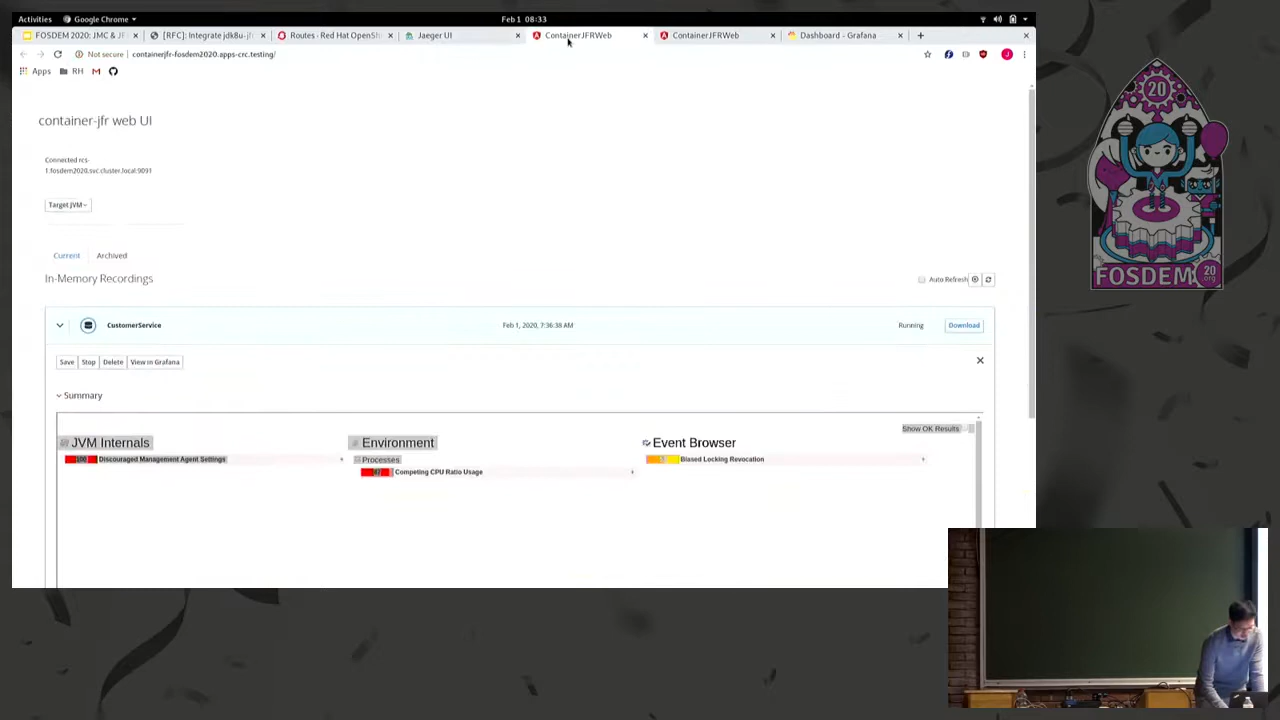 Activities Google Chrome Feb 1 08:33
FOSDEM 2020: JMC & JF [RFC]: Integrate jdk8u-jfr Routes · Red Hat OpenSh Jaeger UI ContainerJFRWeb ContainerJFRWeb Dashboard - Grafana
Not secure containerjfr-fosdem2020.apps-crc.testing/
Apps RH
container-jfr web UI
Connected rcs-
1.fosdem2020.svc.cluster.local:9091
Target JVM
Current Archived
In-Memory Recordings Auto Refresh
CustomerService Feb 1, 2020, 7:36:38 AM Running Download
Save Stop Delete View in Grafana
Summary
Show OK Results
JVM Internals Environment Event Browser
100 Discouraged Management Agent Settings Processes Biased Locking Revocation
Competing CPU Ratio Usage
20
FOSDEM 20
.org